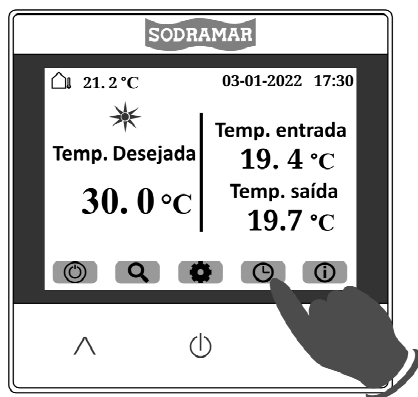 SODRAMAR
21. 2 °C 03-01-2022 17:30
Temp. Desejada
30. 0 °C
Temp. entrada
19. 4 °C
Temp. saída
19.7 °C